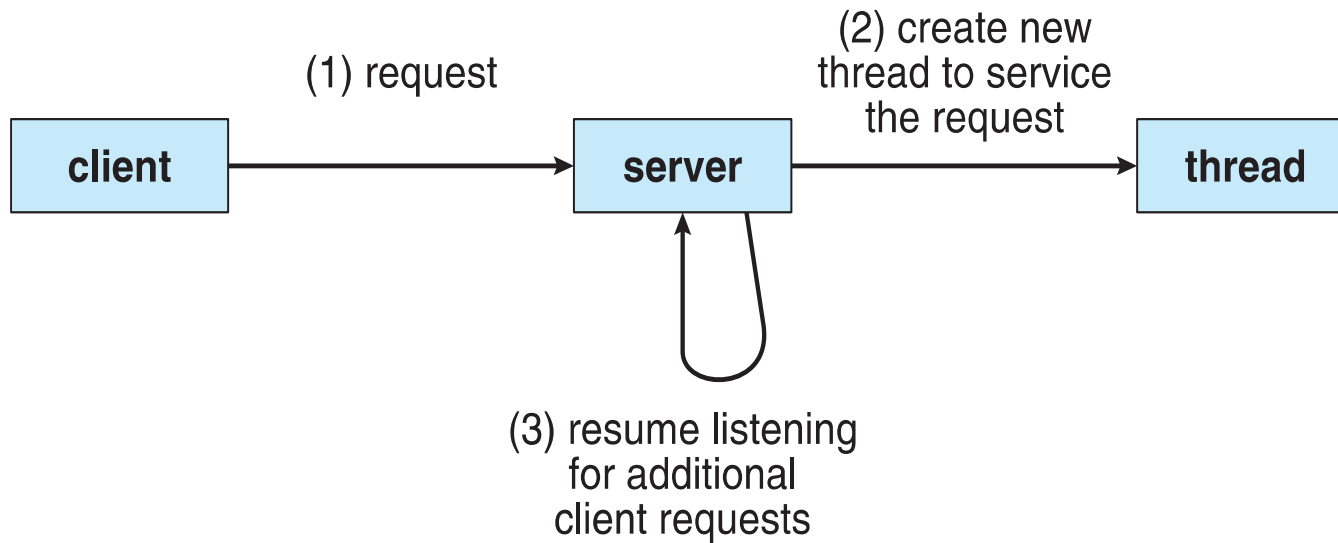 (1) request
(2) create new
thread to service
the request
client
server
thread
(3) resume listening
for additional
client requests